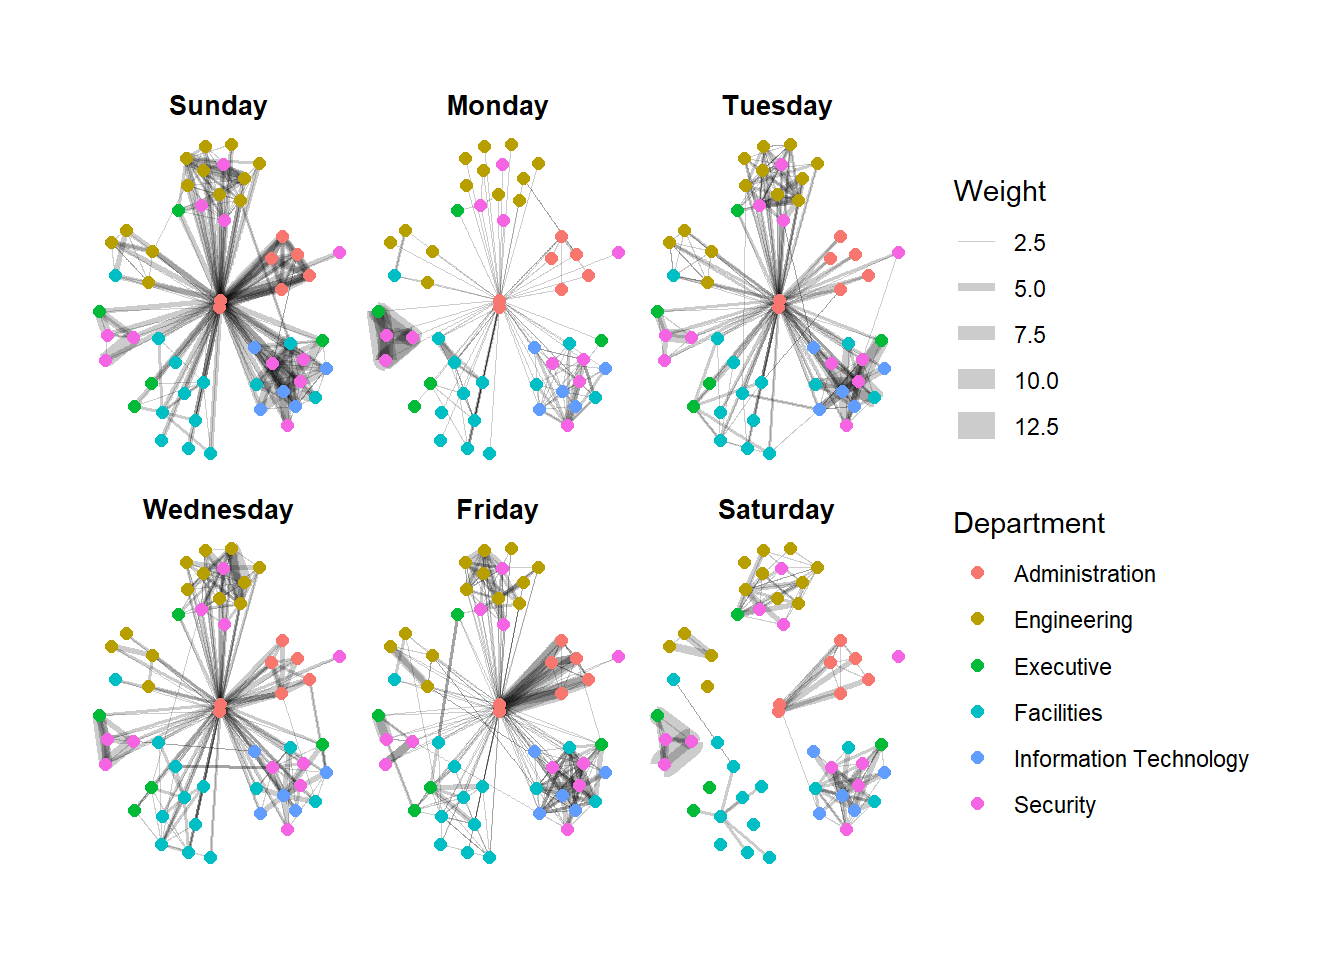 Sunday
Monday
Tuesday
Wednesday
Friday
Saturday
Weight
2.5
5.0
7.5
10.0
12.5
Department
Administration
Engineering
Executive
Facilities
Information Technology
Security